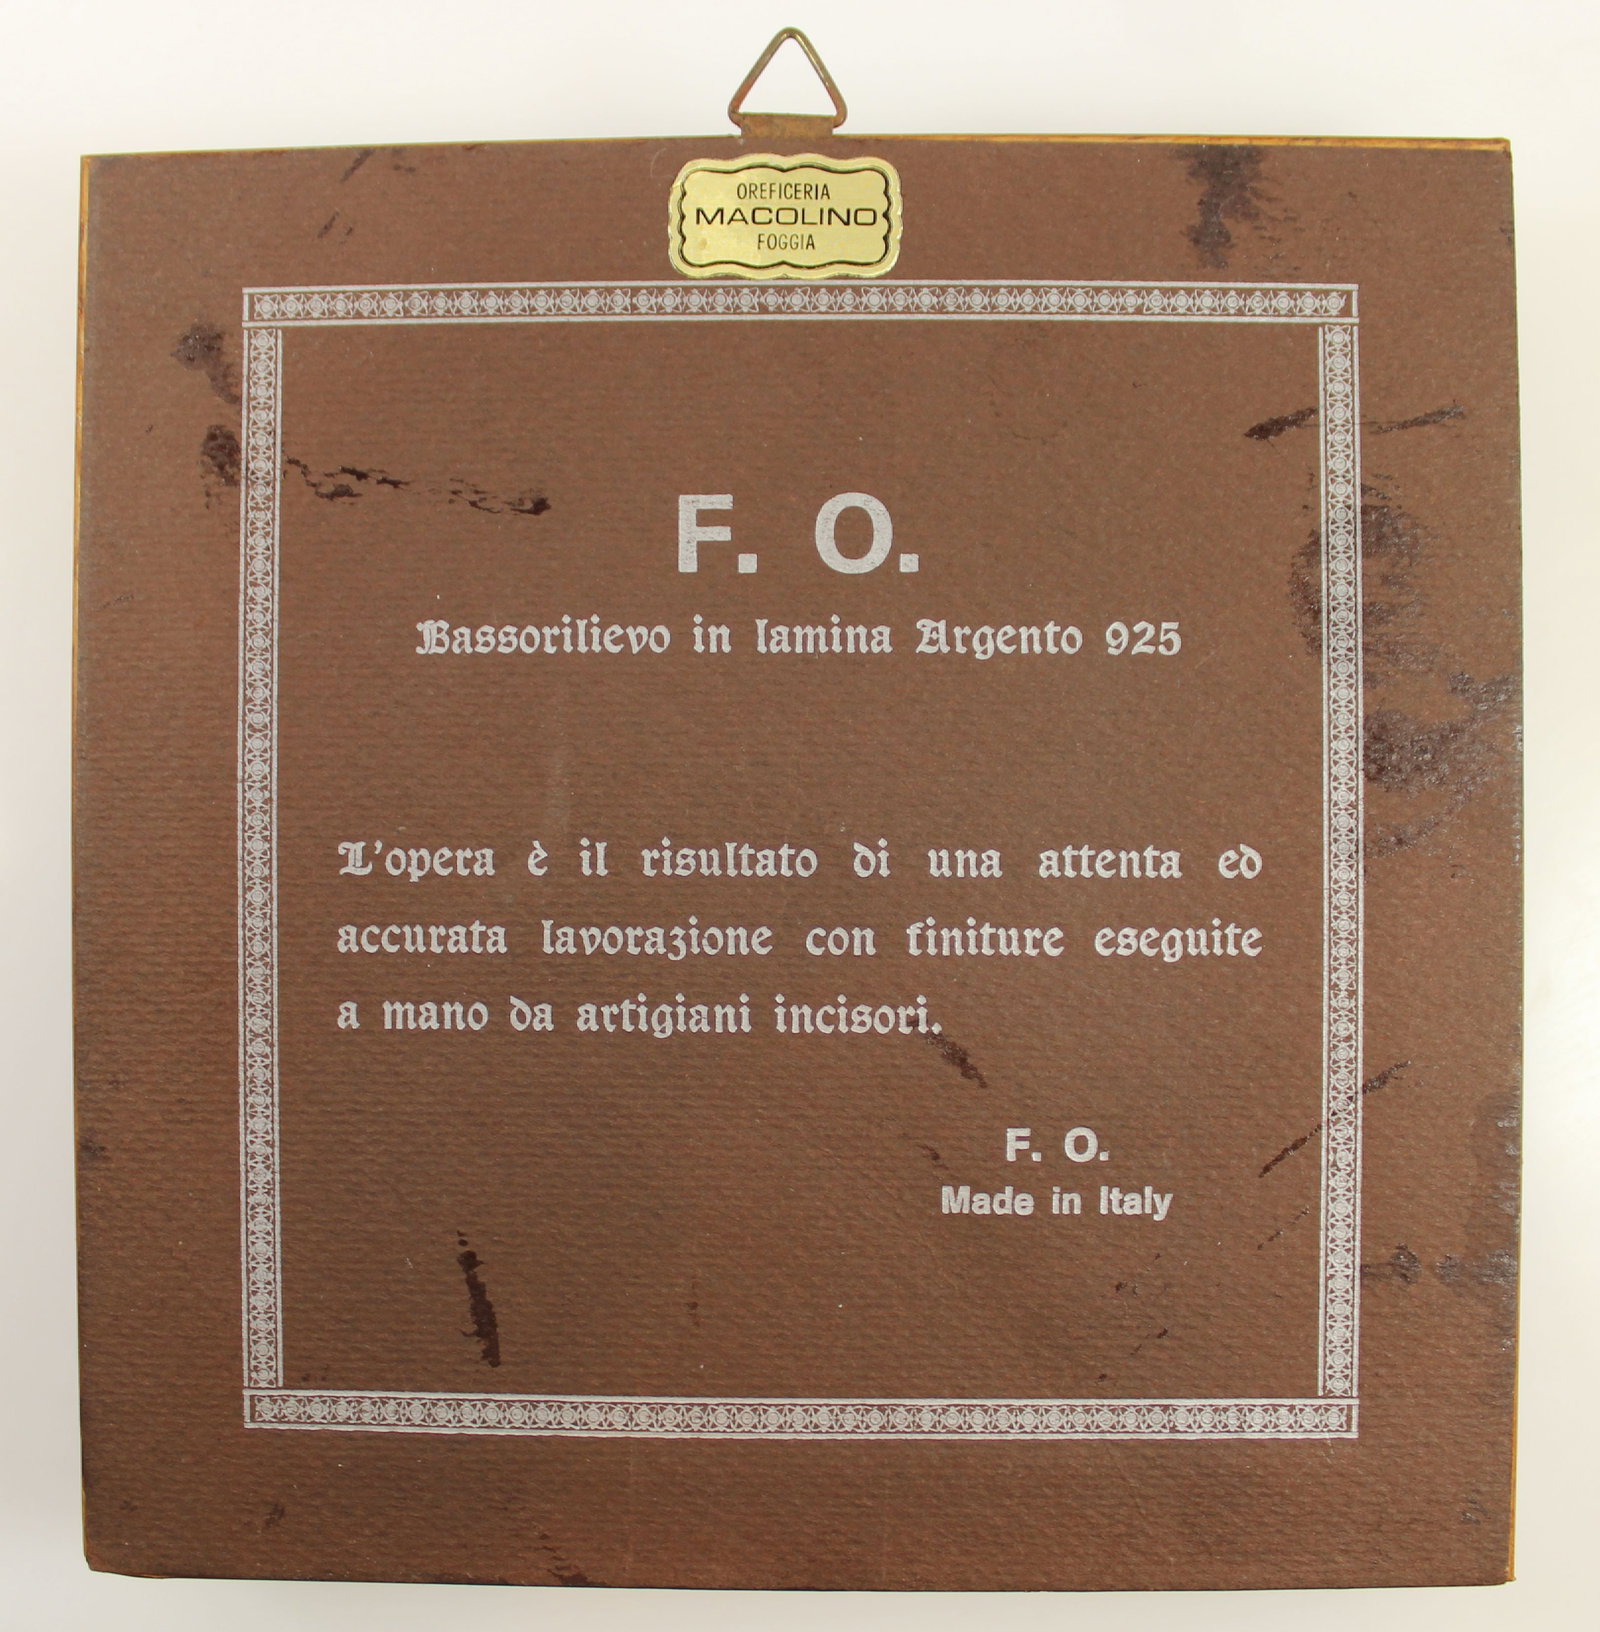 OREFICERIA
MACOLINO
FOGGIA
F. O.
Bassorilievo in lamina Argento 925
L'opera è il risultato di una attenta ed
accurata lavorazione con finiture eseguite
a mano da artigiani incisori.
F. O.
Made in Italy